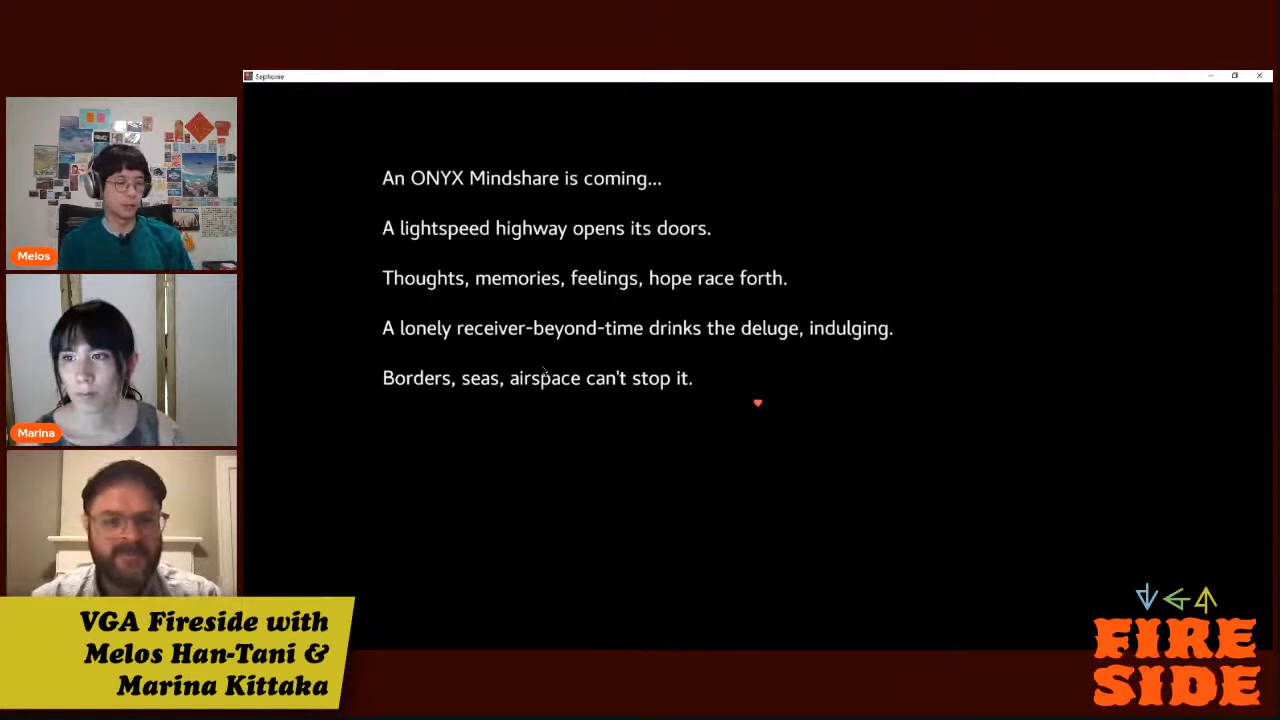 Sephonie
An ONYX Mindshare is coming...
A lightspeed highway opens its doors.
Thoughts, memories, feelings, hope race forth.
A lonely receiver-beyond-time drinks the deluge, indulging.
Borders, seas, airspace can't stop it.
Melos
Marina
VGA Fireside with
Melos Han-Tani &
Marina Kittaka
FIRE
SIDE